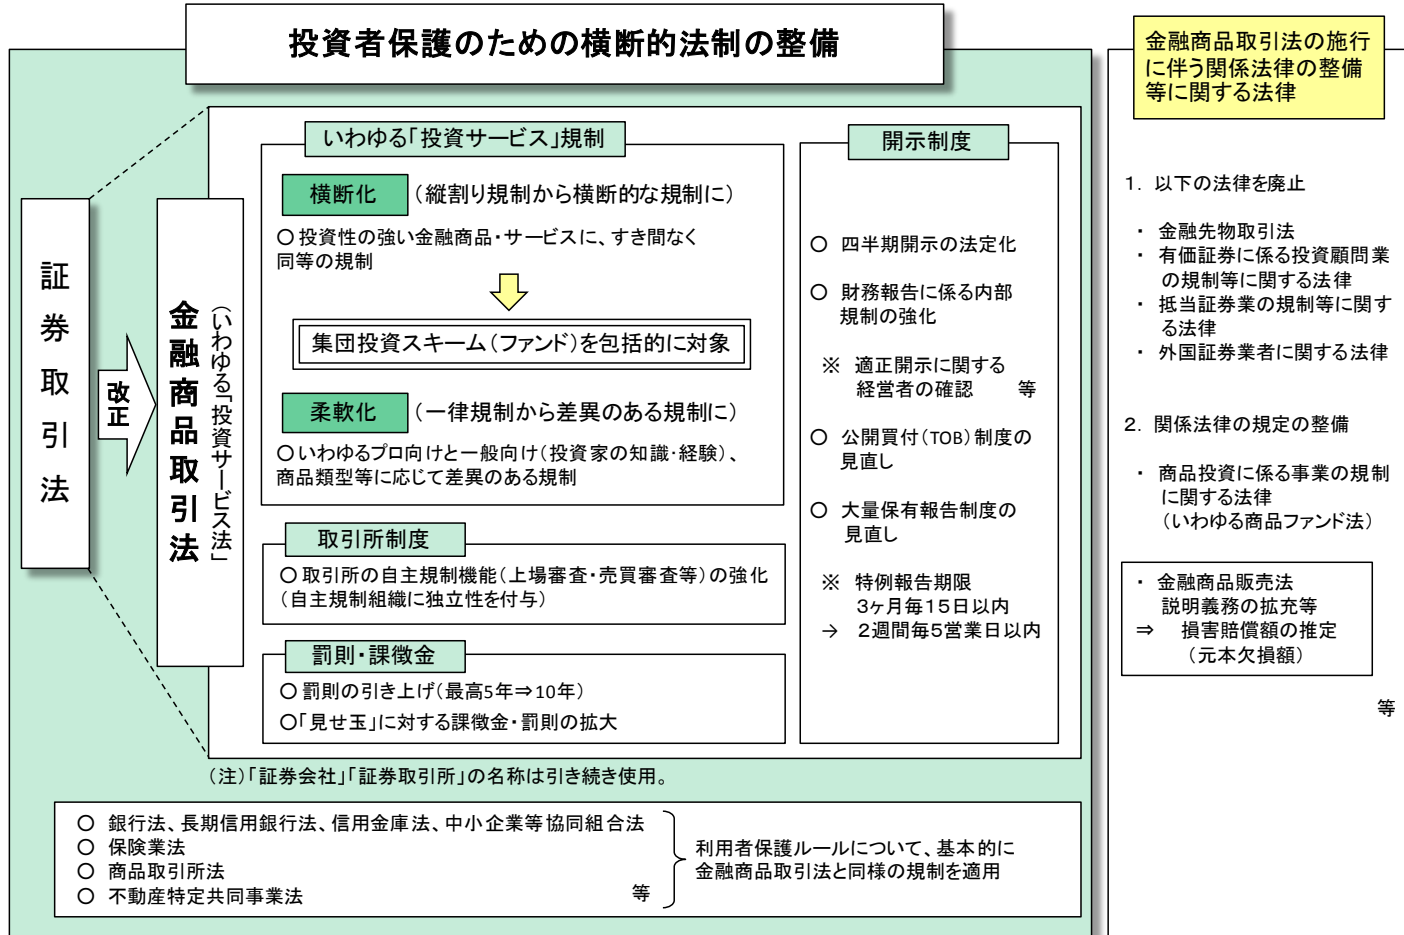 投資者保護のための横断的法制の整備
証券取引法
改正
金融商品取引法
(いわゆる「投資サービス法」)
いわゆる「投資サービス」規制
横断化 (縦割り規制から横断的な規制に)
○ 投資性の強い金融商品・サービスに、すき間なく
同等の規制
集団投資スキーム(ファンド)を包括的に対象
柔軟化 (一律規制から差異のある規制に)
○いわゆるプロ向けと一般向け(投資家の知識・経験)、
商品類型等に応じて差異のある規制
取引所制度
○ 取引所の自主規制機能(上場審査・売買審査等)の強化
(自主規制組織に独立性を付与)
罰則・課徴金
○ 罰則の引き上げ(最高5年⇒10年)
○「見せ玉」に対する課徴金・罰則の拡大
開示制度
○ 四半期開示の法定化
○ 財務報告に係る内部
規制の強化
※ 適正開示に関する
経営者の確認 等
○ 公開買付(TOB)制度の
見直し
○ 大量保有報告制度の
見直し
※ 特例報告期限
3ヶ月毎15日以内
→ 2週間毎5営業日以内
(注)「証券会社」「証券取引所」の名称は引き続き使用。
○ 銀行法、長期信用銀行法、信用金庫法、中小企業等協同組合法
○ 保険業法
○ 商品取引所法
○ 不動産特定共同事業法 等
利用者保護ルールについて、基本的に
金融商品取引法と同様の規制を適用
金融商品取引法の施行
に伴う関係法律の整備
等に関する法律
1. 以下の法律を廃止
・ 金融先物取引法
・ 有価証券に係る投資顧問業
の規制等に関する法律
・ 抵当証券業の規制等に関す
る法律
・ 外国証券業者に関する法律
2. 関係法律の規定の整備
・ 商品投資に係る事業の規制
に関する法律
(いわゆる商品ファンド法)
・ 金融商品販売法
説明義務の拡充等
⇒ 損害賠償額の推定
(元本欠損額)
等